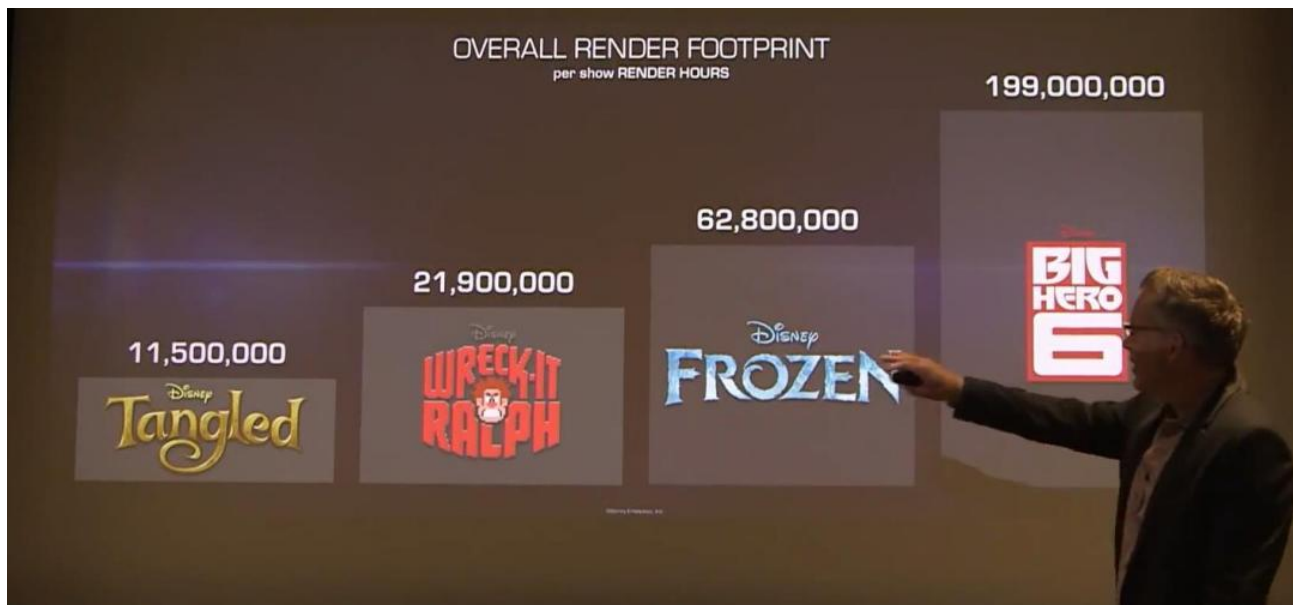 OVERALL RENDER FOOTPRINT
per show RENDER HOURS
11,500,000
Disney
Tangled
21,900,000
Disney
WRECK-IT
RALPH
62,800,000
Disney
FROZEN
199,000,000
Disney
BIG
HERO
6